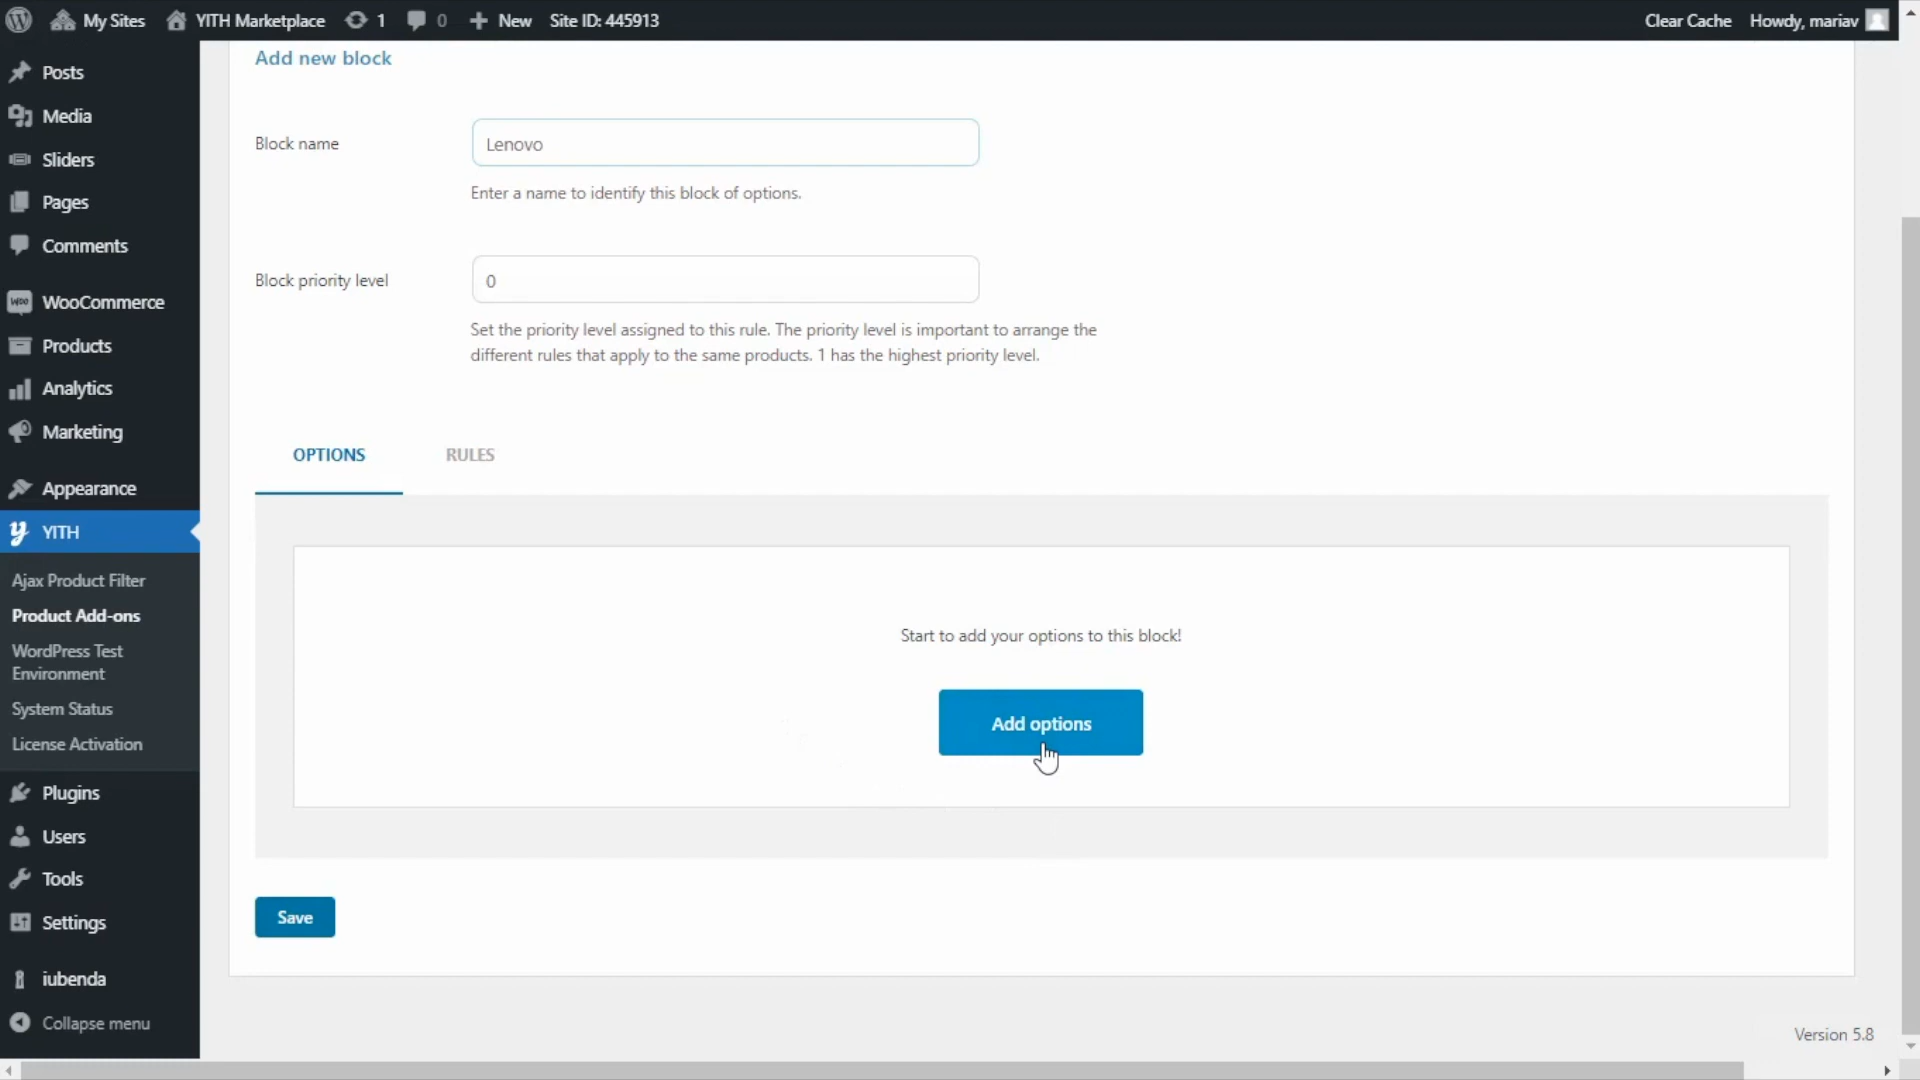 My Sites
YITH Marketplace
1
0
New
Site ID: 445913
Clear Cache
Howdy, mariav
Posts
Media
Sliders
Pages
Comments
WooCommerce
Products
Analytics
Marketing
Appearance
YITH
Ajax Product Filter
Product Add-ons
WordPress Test
Environment
System Status
License Activation
Plugins
Users
Tools
Settings
iubenda
Collapse menu
Add new block
Block name
Lenovo
Enter a name to identify this block of options.
Block priority level
0
Set the priority level assigned to this rule. The priority level is important to arrange the
different rules that apply to the same products. 1 has the highest priority level.
OPTIONS
RULES
Start to add your options to this block!
Add options
Save
Version 5.8